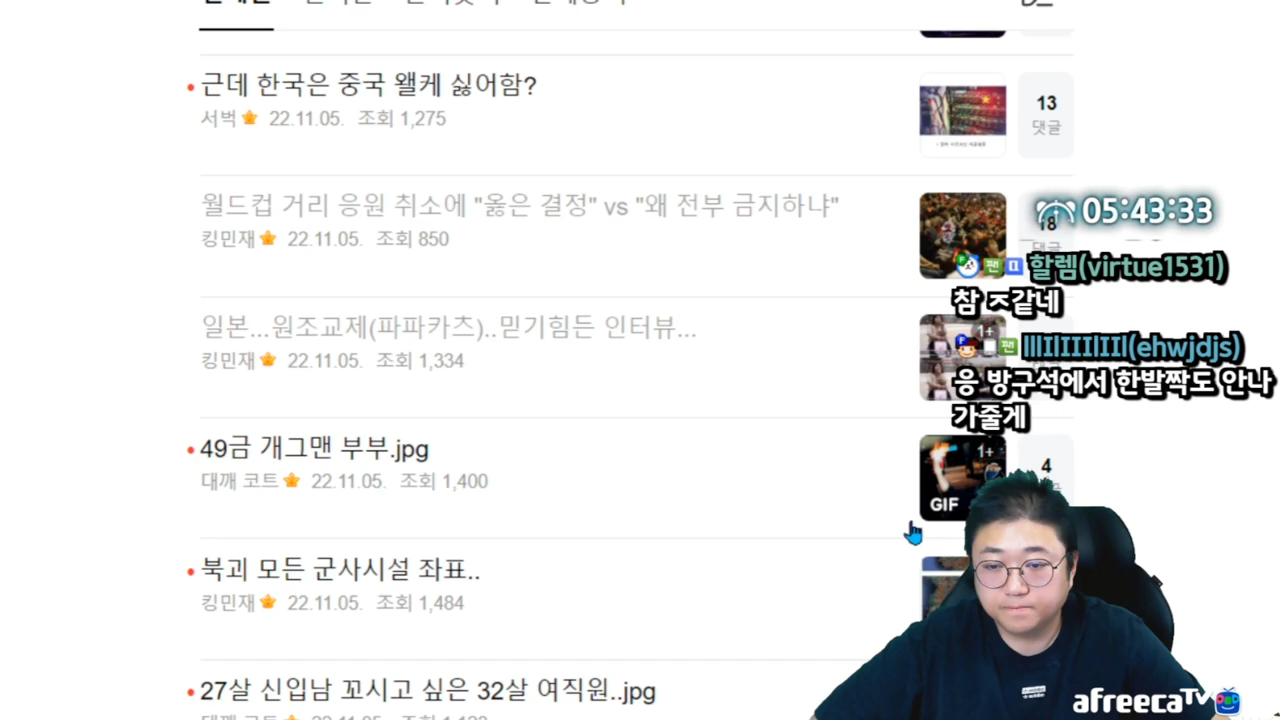 근데 한국은 중국 왤케 싫어함?
서벅 22.11.05. 조회 1,275
13
댓글
월드컵 거리 응원 취소에 "옳은 결정" vs "왜 전부 금지하냐"
킹민재 22.11.05. 조회 850
18
댓글
05:43:33
할렘(virtue1531)
참 ㅈ같네
일본...원조교제(파파카츠)..믿기힘든 인터뷰...
킹민재 22.11.05. 조회 1,334
1+
(ehwjdjs)
응 방구석에서 한발짝도 안나
가줄게
49금 개그맨 부부.jpg
대깨 코트 22.11.05. 조회 1,400
1+
GIF
4
북괴 모든 군사시설 좌표..
킹민재 22.11.05. 조회 1,484
27살 신입남 꼬시고 싶은 32살 여직원..jpg
afreecaTV